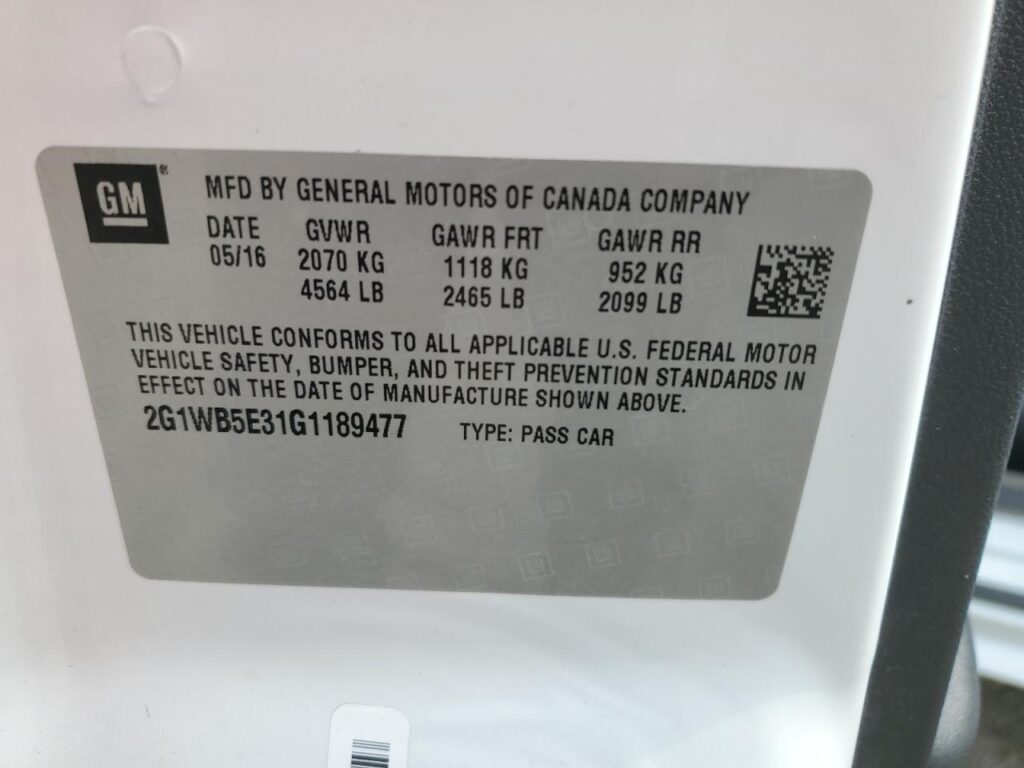 GM ®
MFD BY GENERAL MOTORS OF CANADA COMPANY
DATE GVWR GAWR FRT GAWR RR
05/16 2070 KG 1118 KG 952 KG
4564 LB 2465 LB 2099 LB
THIS VEHICLE CONFORMS TO ALL APPLICABLE U.S. FEDERAL MOTOR
VEHICLE SAFETY, BUMPER, AND THEFT PREVENTION STANDARDS IN
EFFECT ON THE DATE OF MANUFACTURE SHOWN ABOVE.
2G1WB5E31G1189477 TYPE: PASS CAR